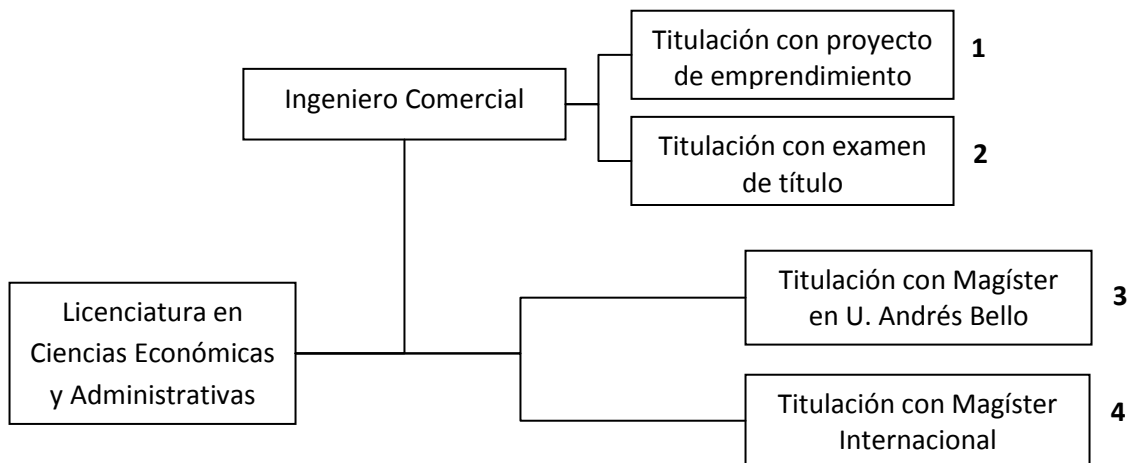 Titulación con proyecto
de emprendimiento
1
Ingeniero Comercial
Titulación con examen
de título
2
Titulación con Magíster
en U. Andrés Bello
3
Licenciatura en
Ciencias Económicas
y Administrativas
Titulación con Magíster
Internacional
4